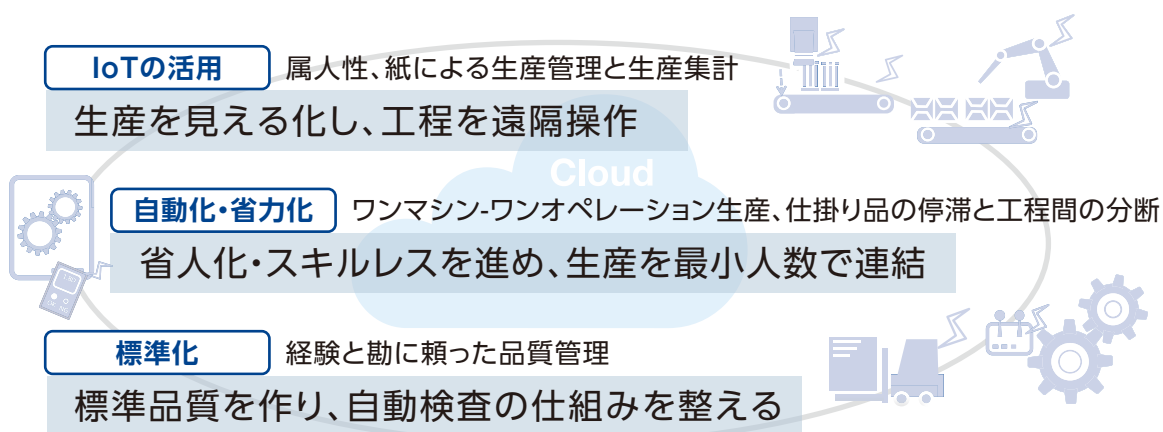 IoTの活用 属人性、紙による生産管理と生産集計
生産を見える化し、工程を遠隔操作
Cloud
自動化・省力化 ワンマシン-ワンオペレーション生産、仕掛り品の停滞と工程間の分断
省人化・スキルレスを進め、生産を最小人数で連結
標準化 経験と勘に頼った品質管理
標準品質を作り、自動検査の仕組みを整える